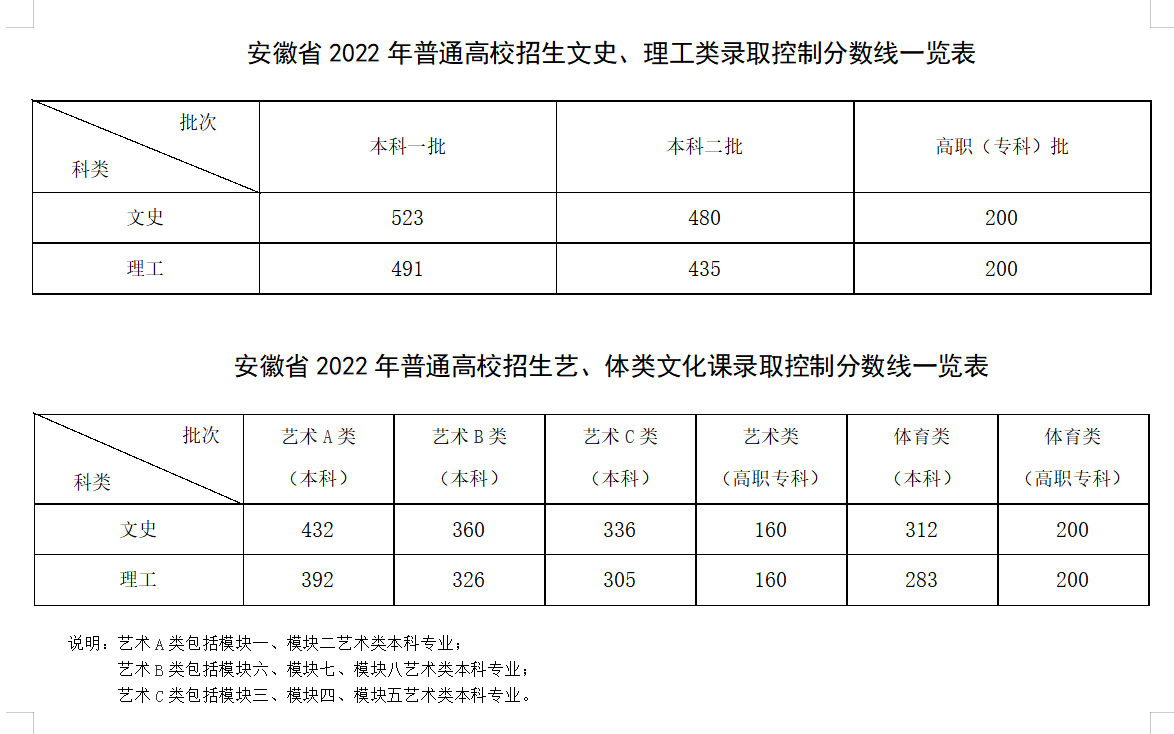 安徽省 2022 年普通高校招生文史、理工类录取控制分数线一览表
批次
科类
本科一批 本科二批 高职（专科）批
文史 523 480 200
理工 491 435 200
安徽省 2022 年普通高校招生艺、体类文化课录取控制分数线一览表
批次
科类
艺术 A 类 艺术 B 类 艺术 C 类 艺术类 体育类 体育类
（本科） （本科） （本科） （高职专科） （本科） （高职专科）
文史 432 360 336 160 312 200
理工 392 326 305 160 283 200
说明：艺术 A 类包括模块一、模块二艺术类本科专业；
艺术 B 类包括模块六、模块七、模块八艺术类本科专业；
艺术 C 类包括模块三、模块四、模块五艺术类本科专业。